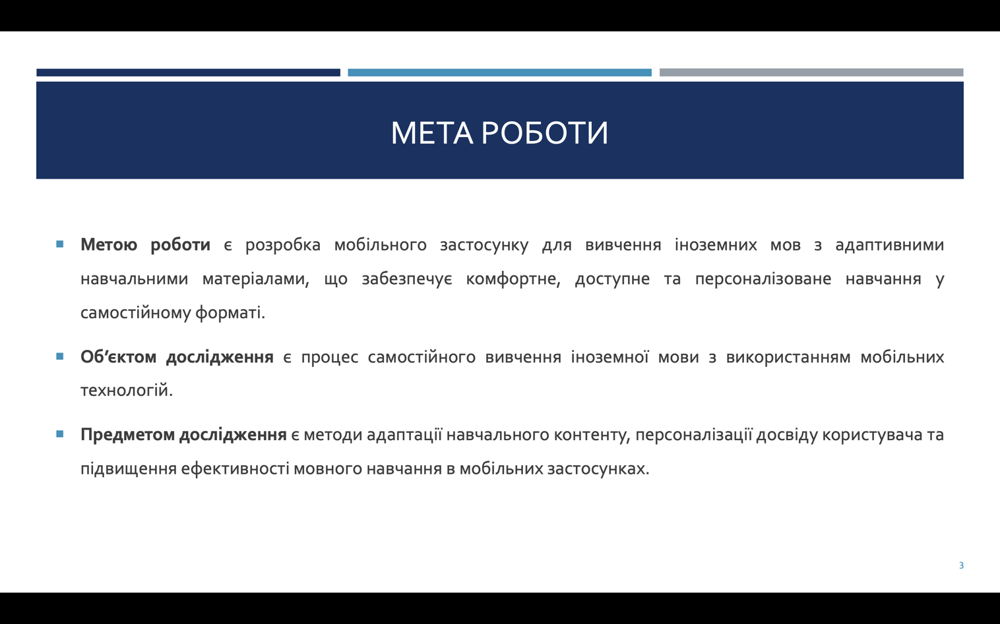 МЕТА РОБОТИ
Метою роботи є розробка мобільного застосунку для вивчення іноземних мов з адаптивними
навчальними матеріалами, що забезпечує комфортне, доступне та персоналізоване навчання у
самостійному форматі.
Об’єктом дослідження є процес самостійного вивчення іноземної мови з використанням мобільних
технологій.
Предметом дослідження є методи адаптації навчального контенту, персоналізації досвіду користувача та
підвищення ефективності мовного навчання в мобільних застосунках.
3